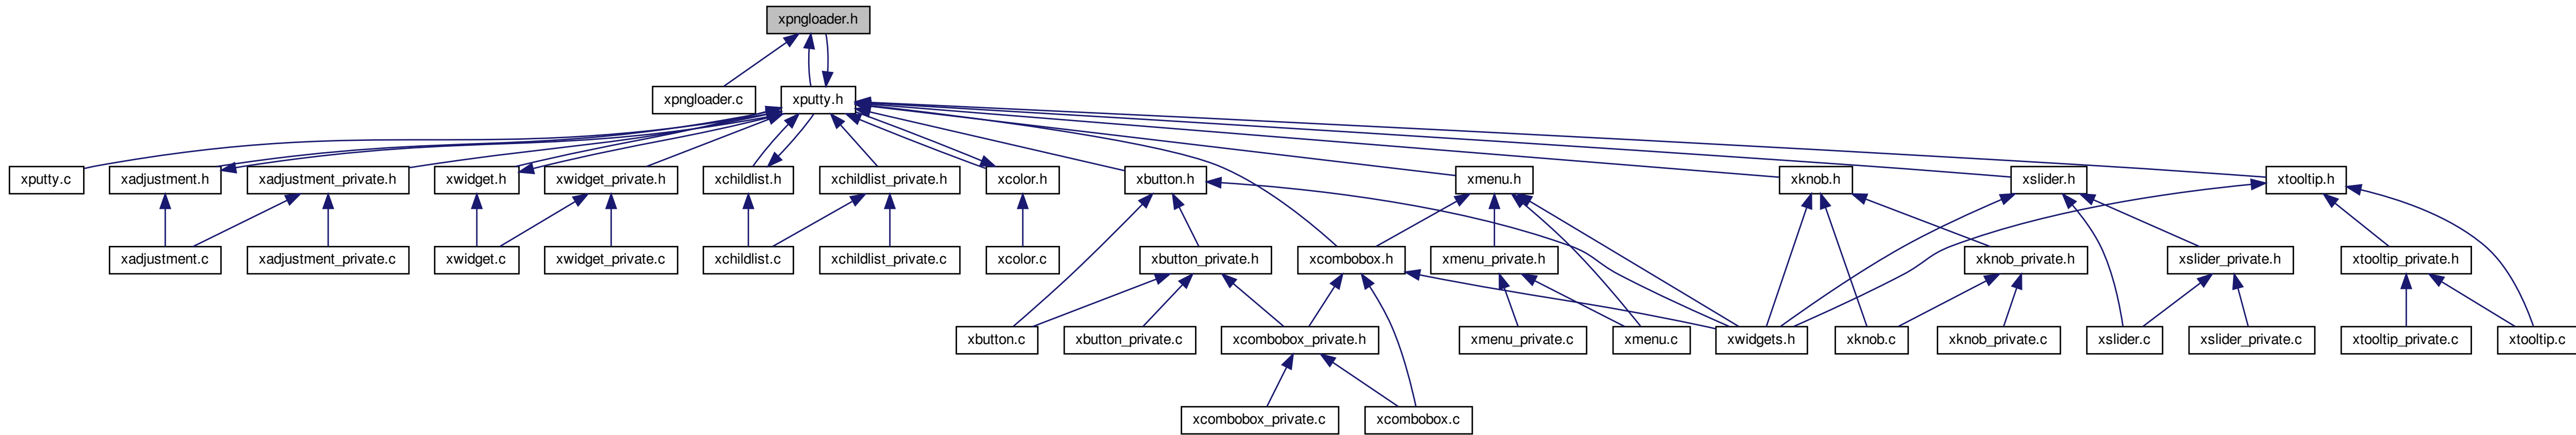 xpngloader.h
xpngloader.c
xputty.h
xputty.c
xadjustment.h
xadjustment_private.h
xwidget.h
xwidget_private.h
xchildlist.h
xchildlist_private.h
xcolor.h
xbutton.h
xmenu.h
xknob.h
xslider.h
xtooltip.h
xadjustment.c
xadjustment_private.c
xwidget.c
xwidget_private.c
xchildlist.c
xchildlist_private.c
xcolor.c
xbutton_private.h
xcombobox.h
xmenu_private.h
xknob_private.h
xslider_private.h
xtooltip_private.h
xbutton.c
xbutton_private.c
xcombobox_private.h
xmenu_private.c
xmenu.c
xwidgets.h
xknob.c
xknob_private.c
xslider.c
xslider_private.c
xtooltip_private.c
xtooltip.c
xcombobox_private.c
xcombobox.c